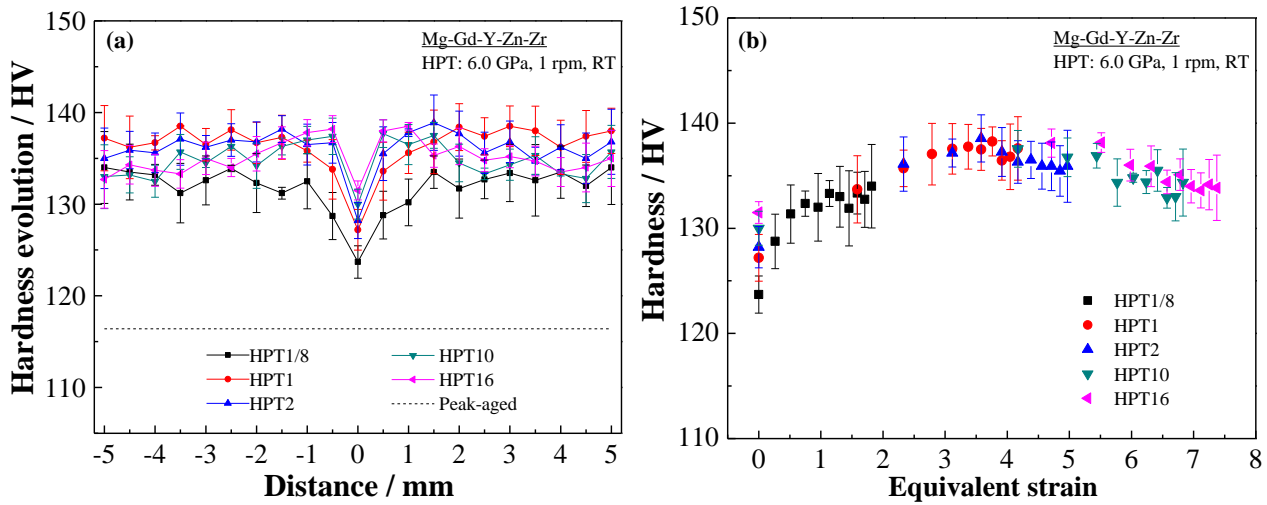 (a)
Mg-Gd-Y-Zn-Zr
HPT: 6.0 GPa, 1 rpm, RT
Hardness evolution / HV
150
140
130
120
110
HPT1/8
HPT10
HPT1
HPT16
HPT2
Peak-aged
-5 -4 -3 -2 -1 0 1 2 3 4 5
Distance / mm
(b)
Mg-Gd-Y-Zn-Zr
HPT: 6.0 GPa, 1 rpm, RT
Hardness / HV
150
140
130
120
110
HPT1/8
HPT1
HPT2
HPT10
HPT16
0 1 2 3 4 5 6 7 8
Equivalent strain